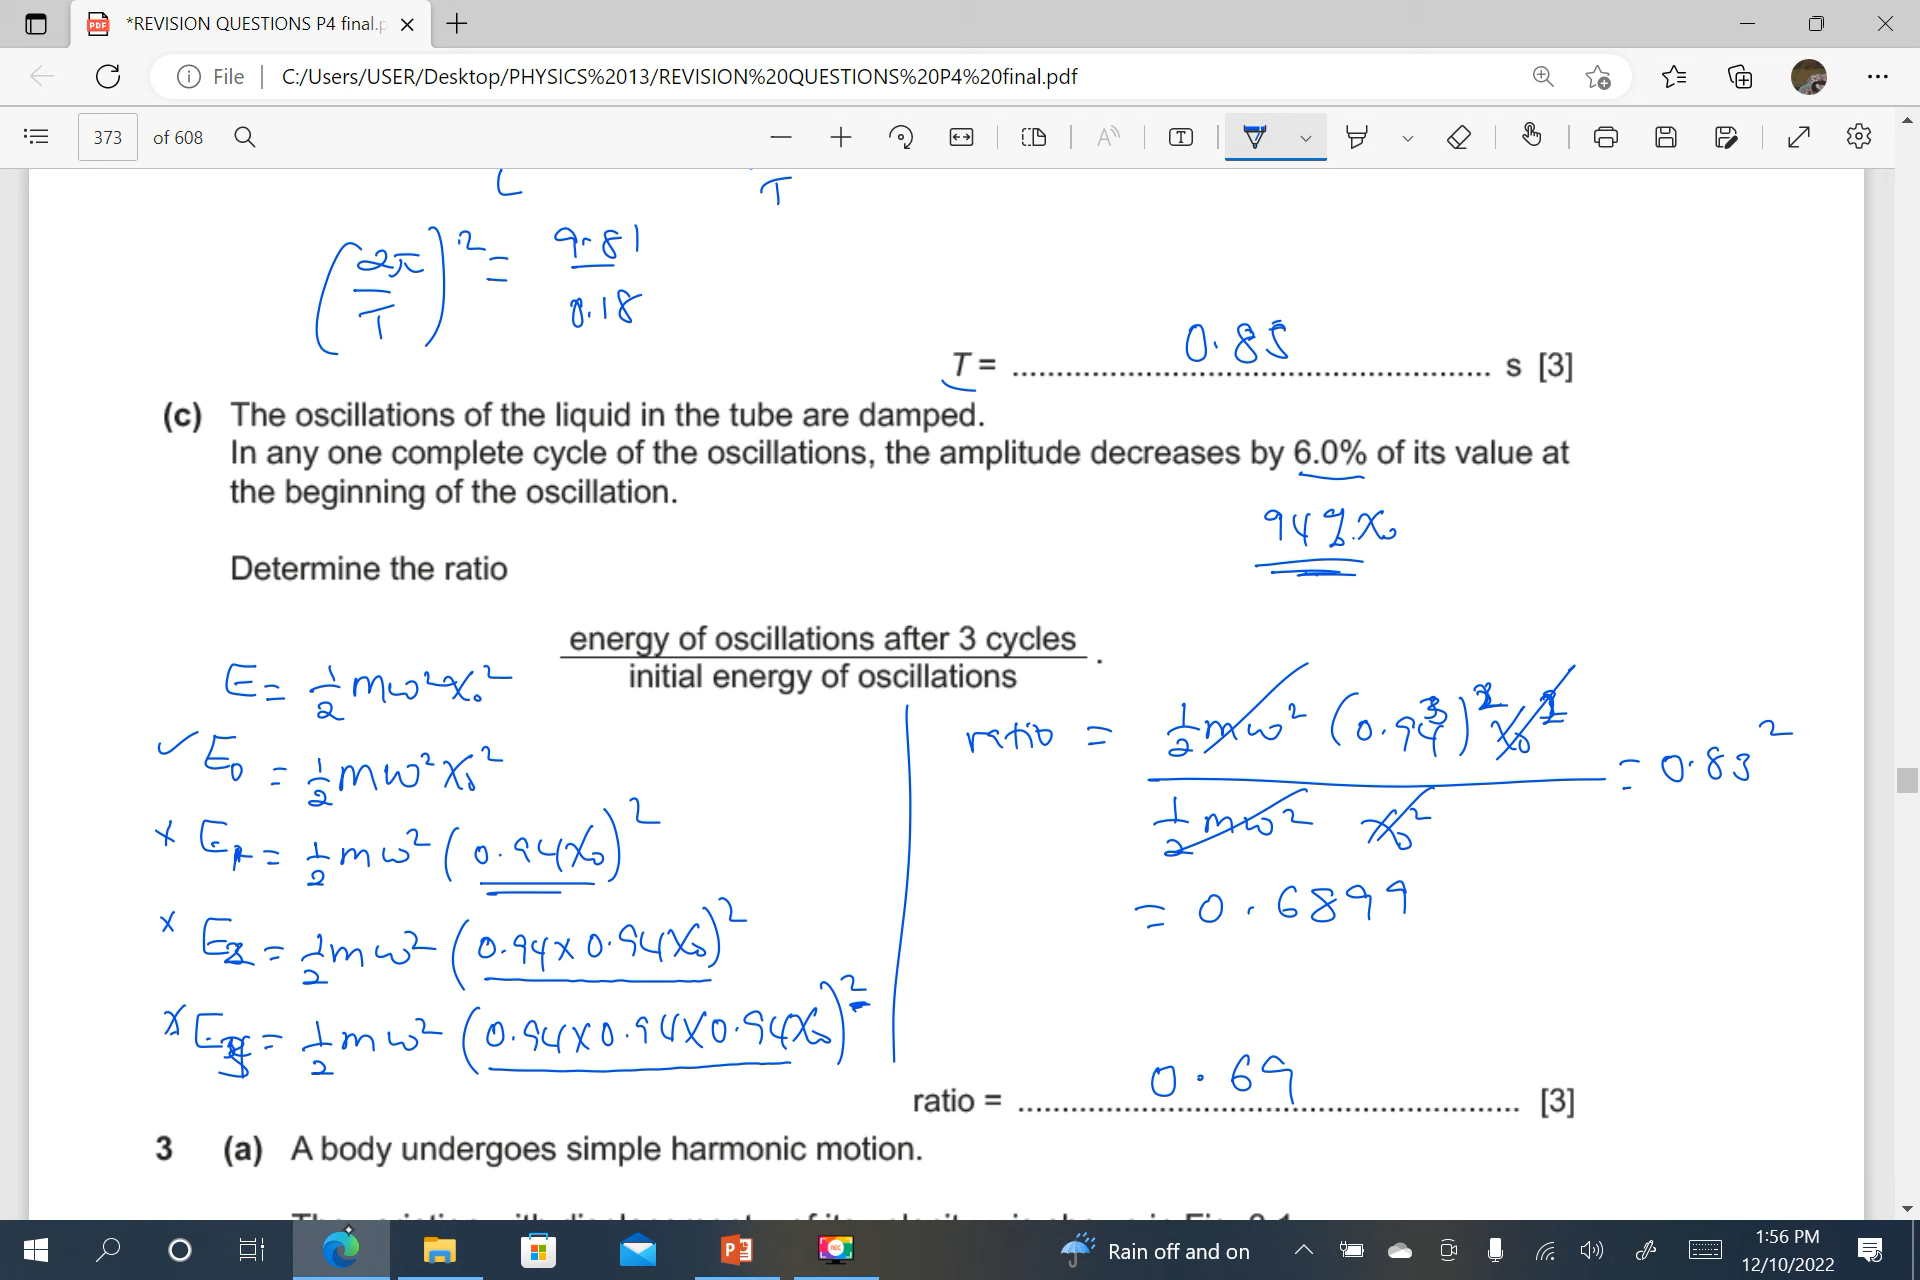 *REVISION QUESTIONS P4 final.p
File C:/Users/USER/Desktop/PHYSICS%2013/REVISION%20QUESTIONS%20P4%20final.pdf
373 of 608
L T
(2π/T)² = 9.81/0.18
T = 0.85 s [3]
(c) The oscillations of the liquid in the tube are damped.
In any one complete cycle of the oscillations, the amplitude decreases by 6.0% of its value at
the beginning of the oscillation.
94% x₀
Determine the ratio
energy of oscillations after 3 cycles
initial energy of oscillations .
E = ½mω²x₀²
E₀ = ½mω²x₀²
E₁ = ½mω²(0.94x₀)²
E₂ = ½mω²(0.94×0.94x₀)²
E₃ = ½mω²(0.94×0.94×0.94x₀)²
ratio = ½mω²(0.94³)²x₀² / ½mω² x₀² = 0.83²
= 0.6899
ratio = 0.69 [3]
3 (a) A body undergoes simple harmonic motion.
Rain off and on
1:56 PM
12/10/2022